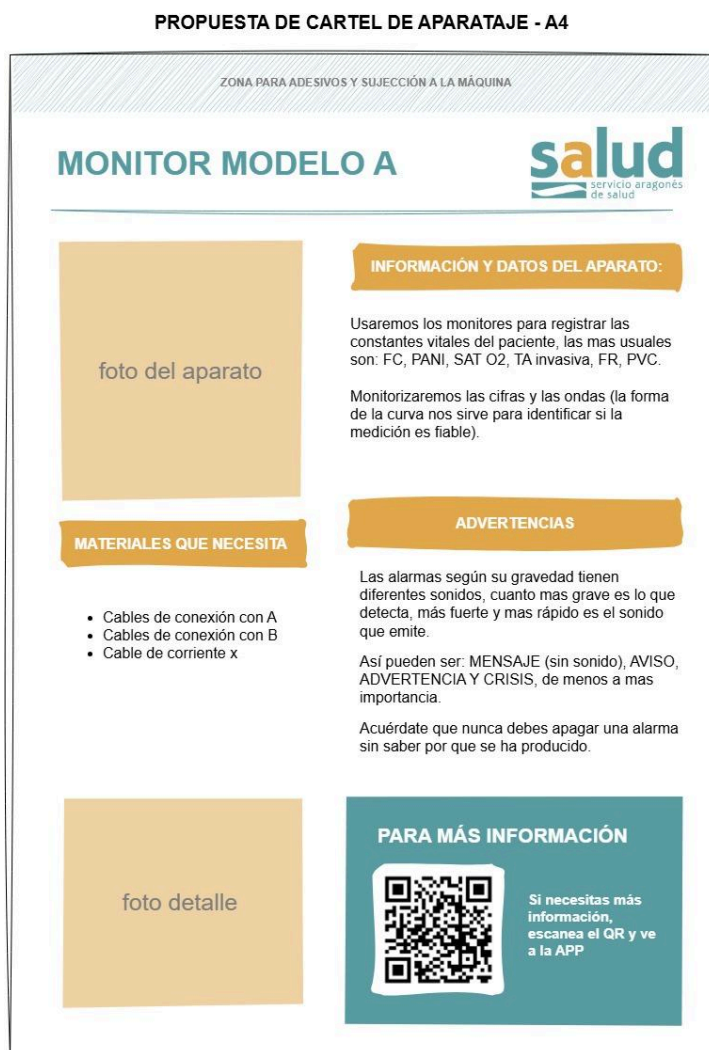 PROPUESTA DE CARTEL DE APARATAJE - A4
ZONA PARA ADESIVOS Y SUJECCIÓN A LA MÁQUINA
MONITOR MODELO A
salud
servicio aragonés
de salud
foto del aparato
INFORMACIÓN Y DATOS DEL APARATO:
Usaremos los monitores para registrar las
constantes vitales del paciente, las mas usuales
son: FC, PANI, SAT O2, TA invasiva, FR, PVC.
Monitorizaremos las cifras y las ondas (la forma
de la curva nos sirve para identificar si la
medición es fiable).
MATERIALES QUE NECESITA
• Cables de conexión con A
• Cables de conexión con B
• Cable de corriente x
ADVERTENCIAS
Las alarmas según su gravedad tienen
diferentes sonidos, cuanto mas grave es lo que
detecta, más fuerte y mas rápido es el sonido
que emite.
Así pueden ser: MENSAJE (sin sonido), AVISO,
ADVERTENCIA Y CRISIS, de menos a mas
importancia.
Acuérdate que nunca debes apagar una alarma
sin saber por que se ha producido.
foto detalle
PARA MÁS INFORMACIÓN
Si necesitas más
información,
escanea el QR y ve
a la APP